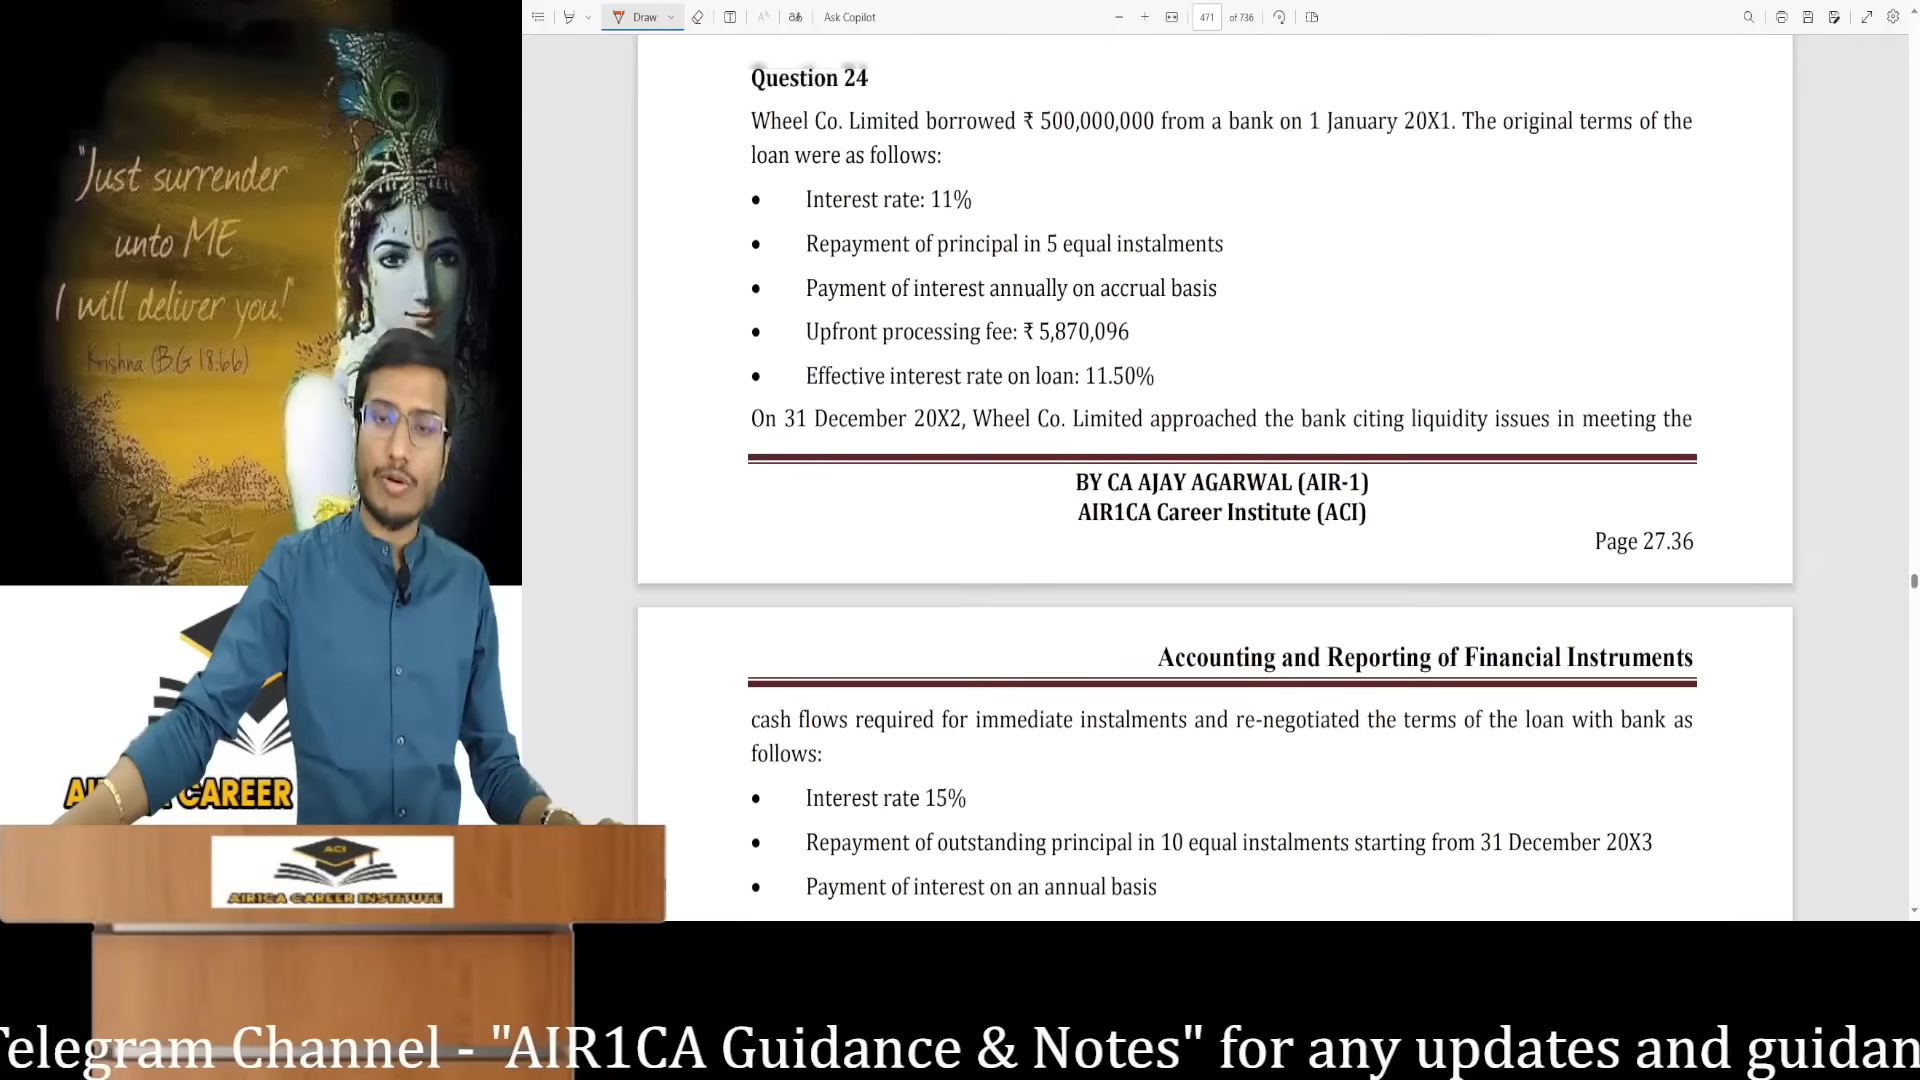 Draw
Ask Copilot
471
of 736
"Just surrender
unto ME
I will deliver you!"
Krishna (B.G 18:66)
Question 24
Wheel Co. Limited borrowed ₹ 500,000,000 from a bank on 1 January 20X1. The original terms of the
loan were as follows:
• Interest rate: 11%
• Repayment of principal in 5 equal instalments
• Payment of interest annually on accrual basis
• Upfront processing fee: ₹ 5,870,096
• Effective interest rate on loan: 11.50%
On 31 December 20X2, Wheel Co. Limited approached the bank citing liquidity issues in meeting the
BY CA AJAY AGARWAL (AIR-1)
AIR1CA Career Institute (ACI)
Page 27.36
Accounting and Reporting of Financial Instruments
cash flows required for immediate instalments and re-negotiated the terms of the loan with bank as
follows:
• Interest rate 15%
• Repayment of outstanding principal in 10 equal instalments starting from 31 December 20X3
• Payment of interest on an annual basis
CAREER
ACI
AIR1CA CAREER INSTITUTE
Telegram Channel - "AIR1CA Guidance & Notes" for any updates and guidan